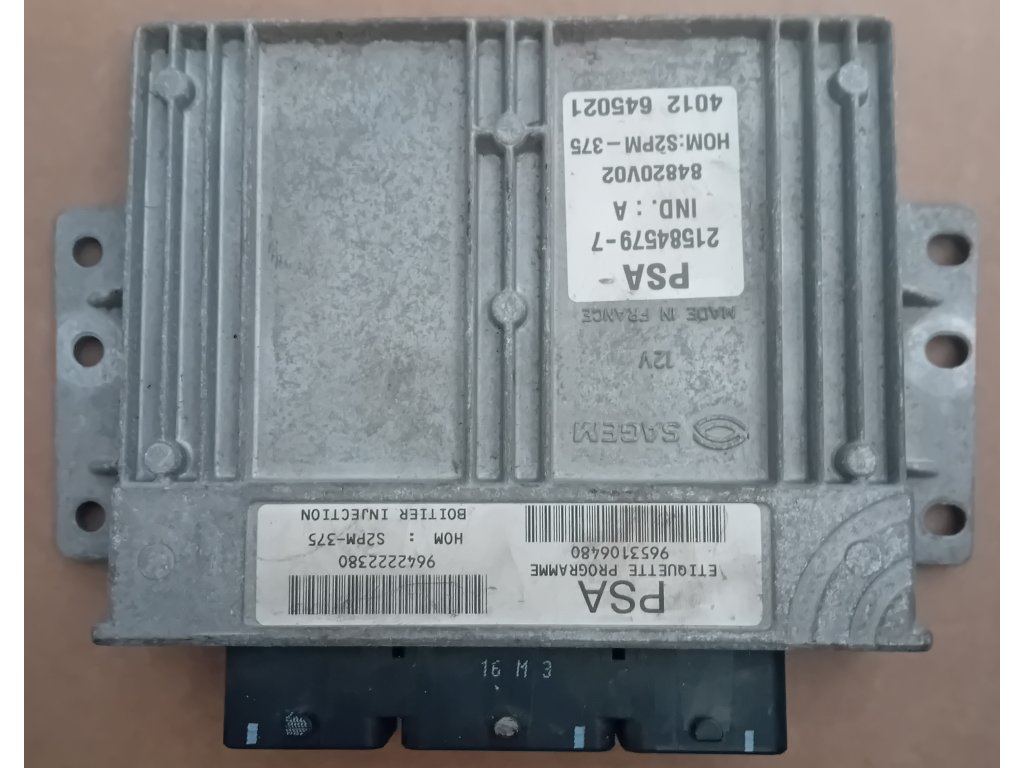 PSA
ETIQUETTE PROGRAMME
9653106480
9642222380
HOM : S2PM-375
BOITIER INJECTION
SAGEM
12V
MADE IN FRANCE
PSA
21584579-7
IND. : A
84820V02
HOM:S2PM-375
4012 645021
16 M 3